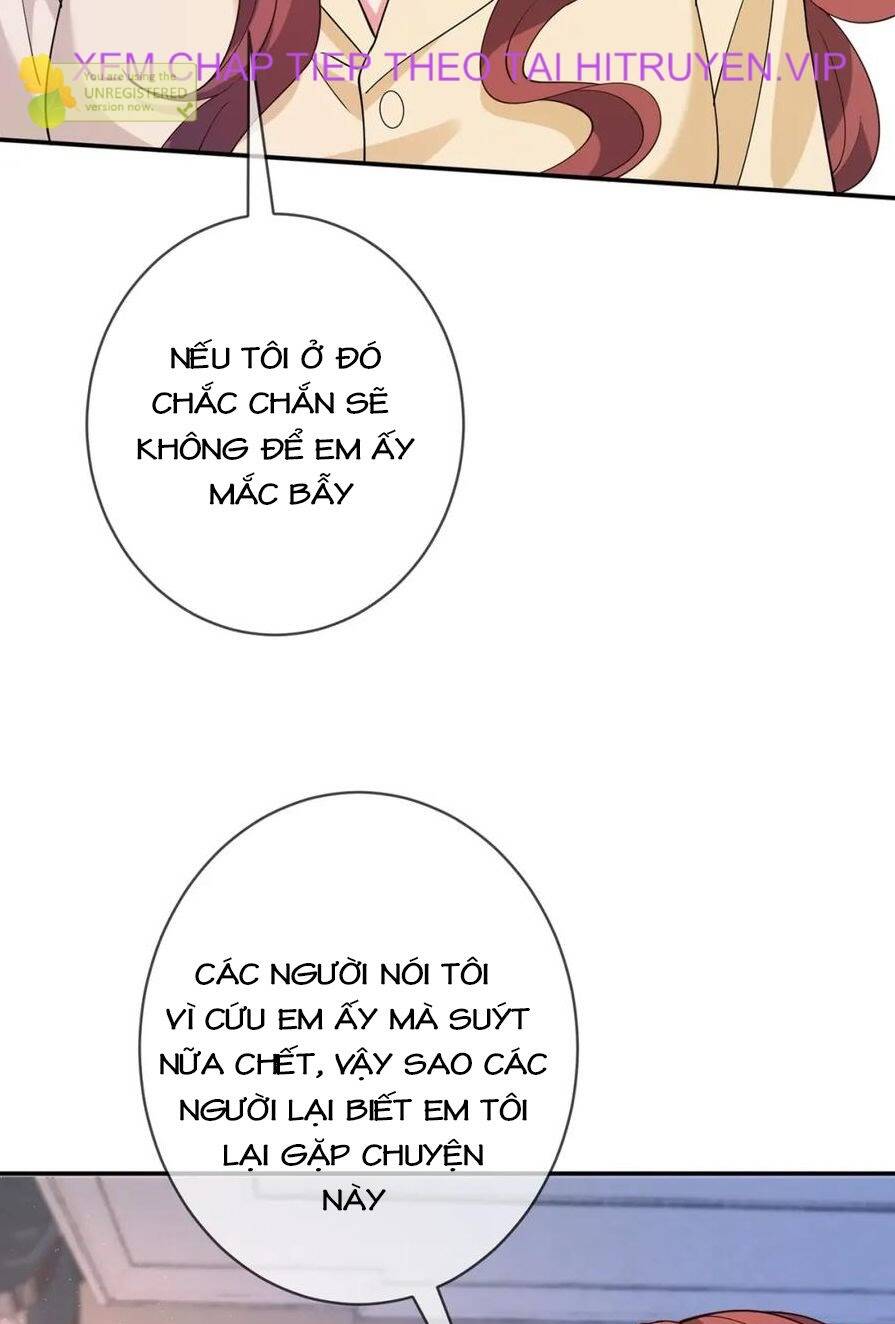 XEM CHAP TIEP THEO TAI HITRUYEN.VIP
You are using the
UNREGISTERED
version now.
NẾU TÔI Ở ĐÓ
CHẮC CHẮN SẼ
KHÔNG ĐỂ EM ẤY
MẮC BẪY
CÁC NGƯỜI NÓI TÔI
VÌ CỨU EM ẤY MÀ SUÝT
NỮA CHẾT, VẬY SAO CÁC
NGƯỜI LẠI BIẾT EM TÔI
LẠI GẶP CHUYỆN
NÀY